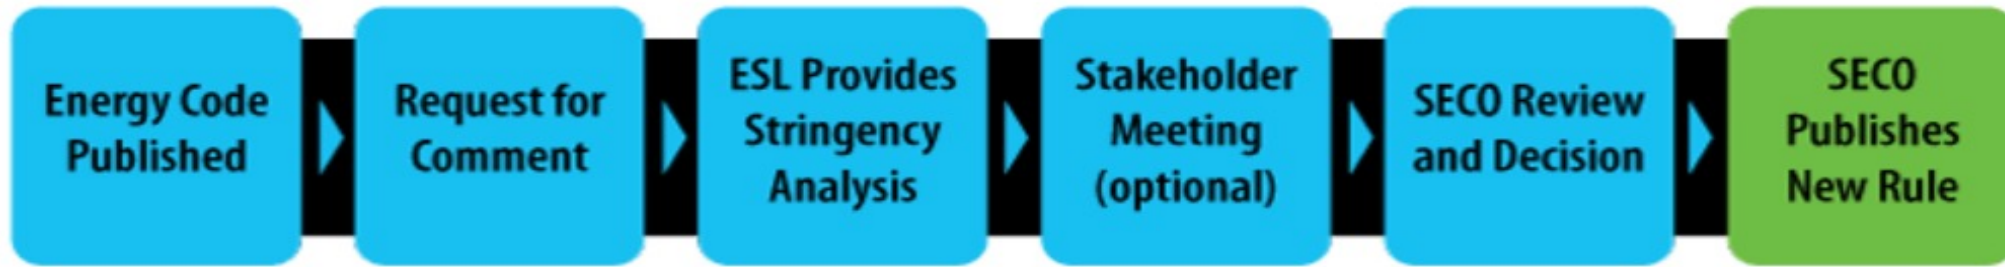 Energy Code
Published
Request for
Comment
ESL Provides
Stringency
Analysis
Stakeholder
Meeting
(optional)
SECO Review
and Decision
SECO
Publishes
New Rule